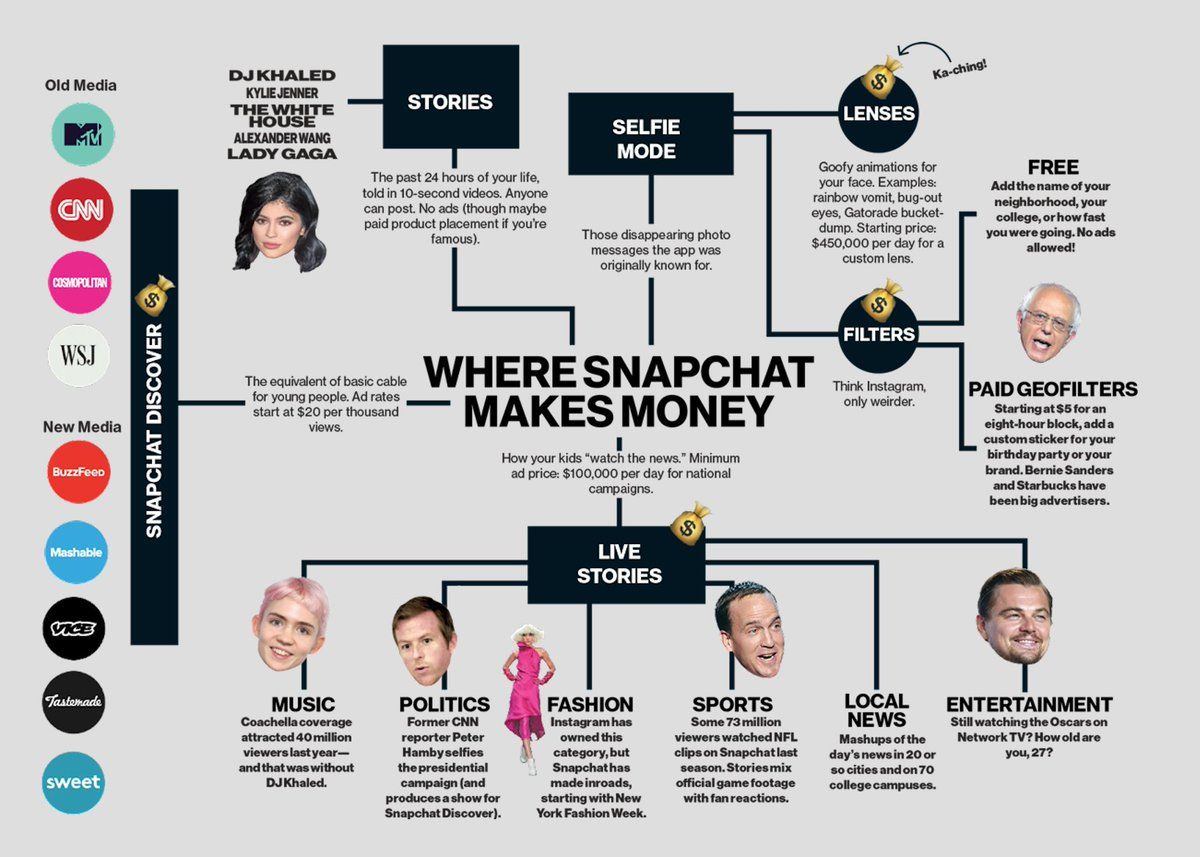 Old Media
MTV
CNN
COSMOPOLITAN
WSJ
New Media
BuzzFeeD
Mashable
VICE
Tastemade
sweet
SNAPCHAT DISCOVER
$
The equivalent of basic cable
for young people. Ad rates
start at $20 per thousand
views.
DJ KHALED
KYLIE JENNER
THE WHITE
HOUSE
ALEXANDER WANG
LADY GAGA
STORIES
The past 24 hours of your life,
told in 10-second videos. Anyone
can post. No ads (though maybe
paid product placement if you’re
famous).
SELFIE
MODE
Those disappearing photo
messages the app was
originally known for.
Ka-ching!
$
LENSES
Goofy animations for
your face. Examples:
rainbow vomit, bug-out
eyes, Gatorade bucket-
dump. Starting price:
$450,000 per day for a
custom lens.
$
FILTERS
Think Instagram,
only weirder.
FREE
Add the name of your
neighborhood, your
college, or how fast
you were going. No ads
allowed!
PAID GEOFILTERS
Starting at $5 for an
eight-hour block, add a
custom sticker for your
birthday party or your
brand. Bernie Sanders
and Starbucks have
been big advertisers.
WHERE SNAPCHAT
MAKES MONEY
How your kids “watch the news.” Minimum
ad price: $100,000 per day for national
campaigns.
$
LIVE
STORIES
MUSIC
Coachella coverage
attracted 40 million
viewers last year—
and that was without
DJ Khaled.
POLITICS
Former CNN
reporter Peter
Hamby selfies
the presidential
campaign (and
produces a show for
Snapchat Discover).
FASHION
Instagram has
owned this
category, but
Snapchat has
made inroads,
starting with New
York Fashion Week.
SPORTS
Some 73 million
viewers watched NFL
clips on Snapchat last
season. Stories mix
official game footage
with fan reactions.
LOCAL
NEWS
Mashups of the
day’s news in 20 or
so cities and on 70
college campuses.
ENTERTAINMENT
Still watching the Oscars on
Network TV? How old are
you, 27?